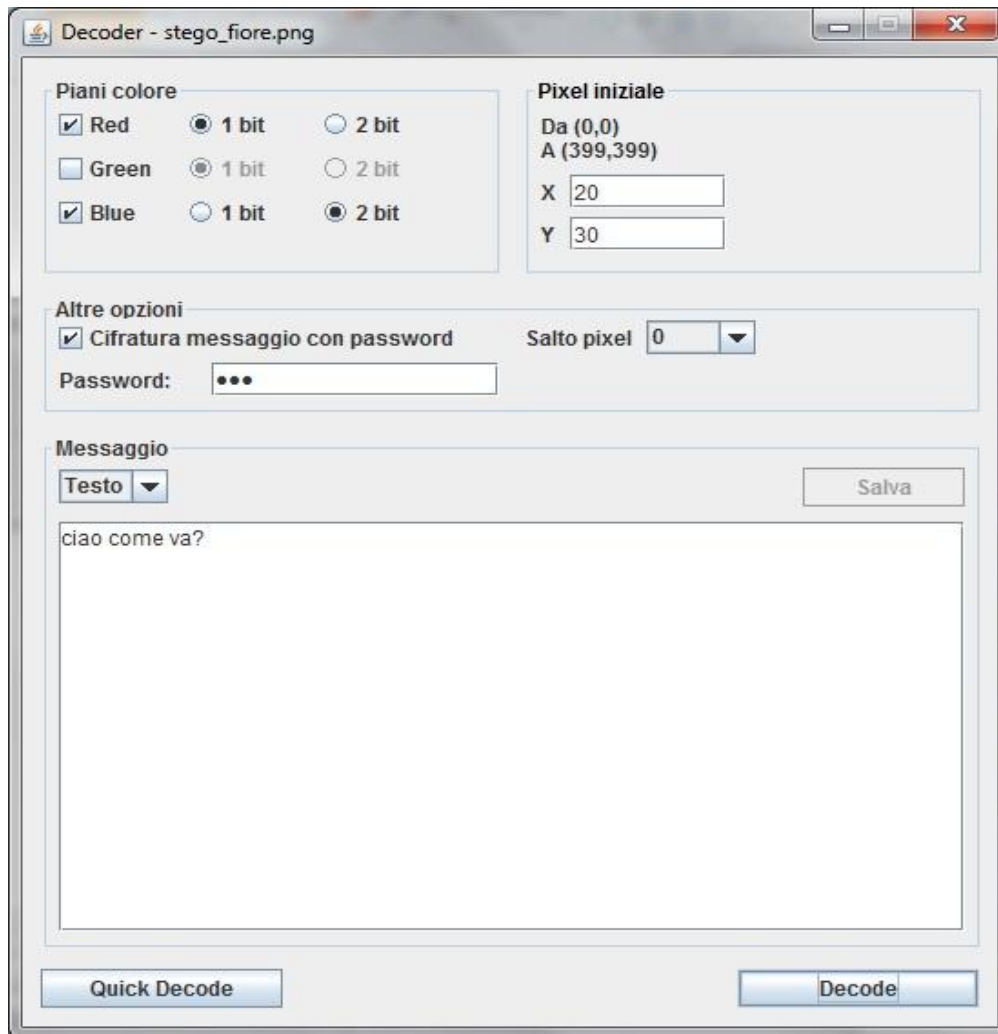 Decoder - stego_fiore.png
Piani colore
Red 1 bit 2 bit
Green 1 bit 2 bit
Blue 1 bit 2 bit
Pixel iniziale
Da (0,0)
A (399,399)
X 20
Y 30
Altre opzioni
Cifratura messaggio con password
Salto pixel 0
Password: •••
Messaggio
Testo
Salva
ciao come va?
Quick Decode
Decode